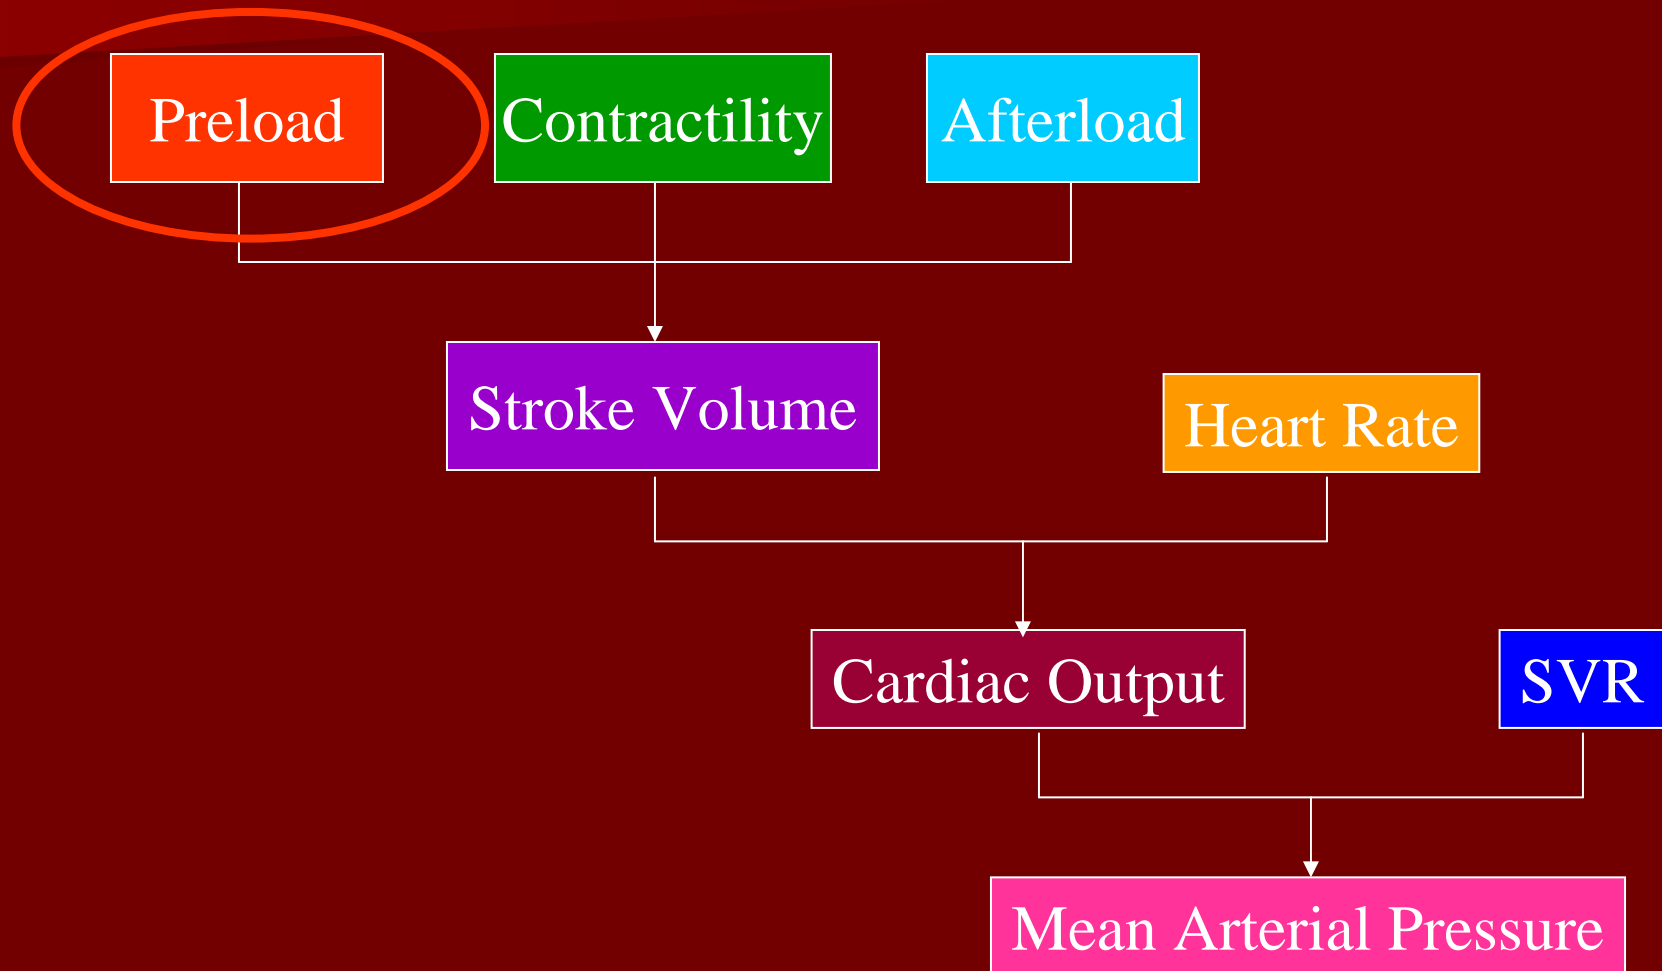 Preload
Contractility
Afterload
Stroke Volume
Heart Rate
Cardiac Output
SVR
Mean Arterial Pressure